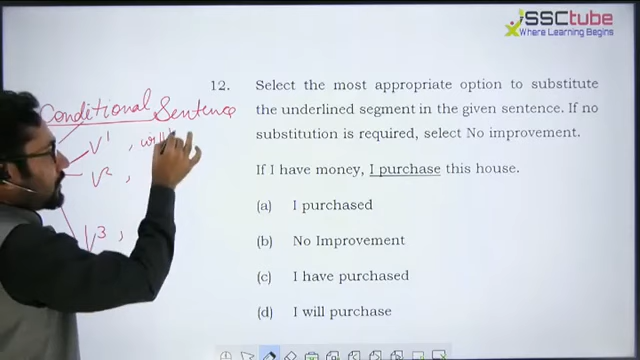 SSCtube
Where Learning Begins
Conditional Sentence
V1 , will
V2 ,
V3 ,
12. Select the most appropriate option to substitute
the underlined segment in the given sentence. If no
substitution is required, select No improvement.
If I have money, I purchase this house.
(a) I purchased
(b) No Improvement
(c) I have purchased
(d) I will purchase